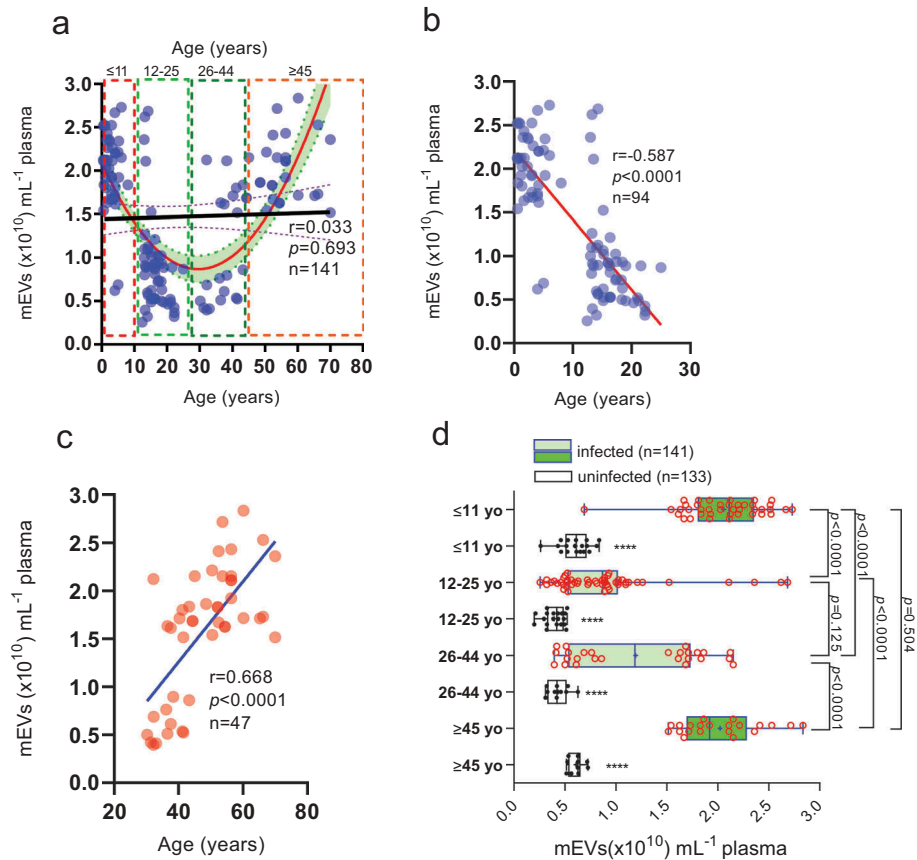 a
Age (years)
≤11 12-25 26-44 ≥45
mEVs (x10¹⁰) mL⁻¹ plasma
3.0
2.5
2.0
1.5
1.0
0.5
0.0
r=0.033
p=0.693
n=141
0 10 20 30 40 50 60 70 80
Age (years)
b
mEVs (x10¹⁰) mL⁻¹ plasma
3.0
2.5
2.0
1.5
1.0
0.5
0.0
r=-0.587
p<0.0001
n=94
0 10 20 30
Age (years)
c
mEVs (x10¹⁰) mL⁻¹ plasma
3.0
2.5
2.0
1.5
1.0
0.5
0.0
r=0.668
p<0.0001
n=47
20 40 60 80
Age (years)
d
infected (n=141)
uninfected (n=133)
≤11 yo
≤11 yo ****
12-25 yo
12-25 yo ****
26-44 yo
26-44 yo ****
≥45 yo
≥45 yo ****
p<0.0001
p<0.0001
p=0.504
p=0.125
p<0.0001
p<0.0001
0.0 0.5 1.0 1.5 2.0 2.5 3.0
mEVs(x10¹⁰) mL⁻¹ plasma